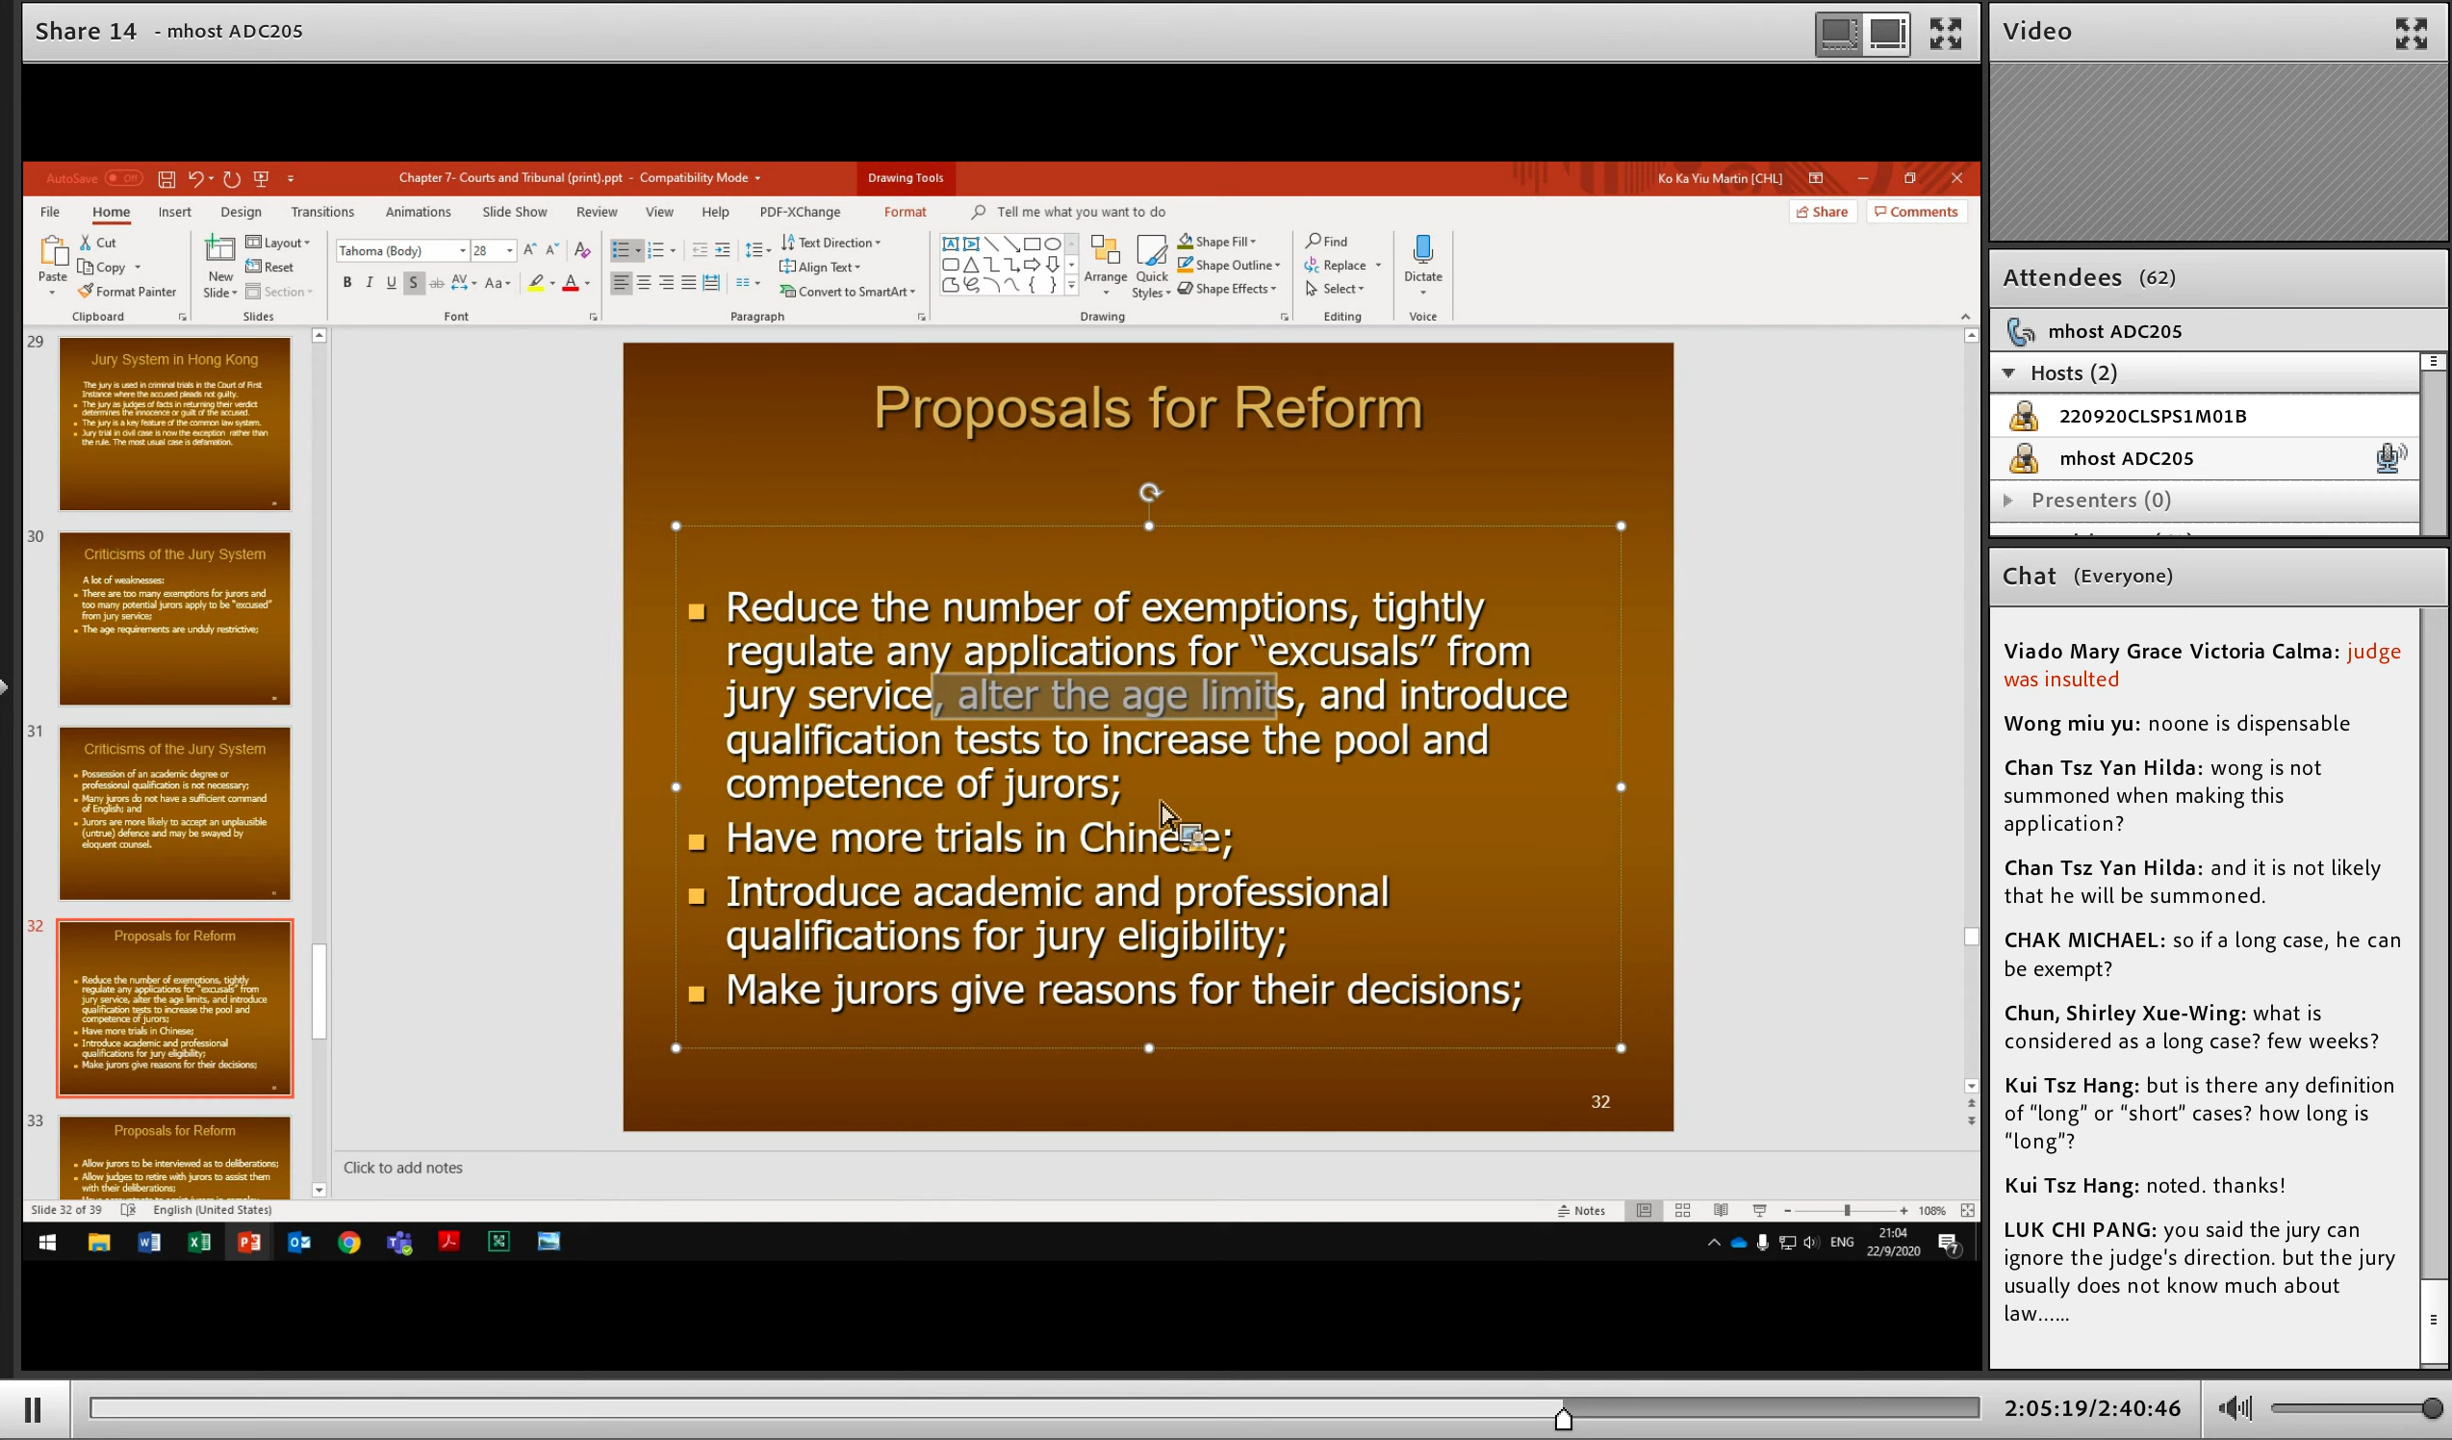 Share 14 - mhost ADC205
Video
AutoSave Off
Chapter 7- Courts and Tribunal (print).ppt - Compatibility Mode
Drawing Tools
Ko Ka Yiu Martin [CHL]
File Home Insert Design Transitions Animations Slide Show Review View Help PDF-XChange Format Tell me what you want to do Share Comments
Paste
Cut
Copy
Format Painter
Clipboard
New
Slide
Layout
Reset
Section
Slides
Tahoma (Body) 28
B I U S ab AV Aa A
Font
Text Direction
Align Text
Convert to SmartArt
Paragraph
Arrange
Quick
Styles
Shape Fill
Shape Outline
Shape Effects
Drawing
Find
Replace
Select
Editing
Dictate
Voice
29
Jury System in Hong Kong
The jury is used in criminal trials in the Court of First
Instance where the accused pleads not guilty.
The jury as judges of facts in returning their verdict
determines the innocence or guilt of the accused.
The jury is a key feature of the common law system.
Jury trial in civil case is now the exception rather than
the rule. The most usual case is defamation.
30
Criticisms of the Jury System
A lot of weaknesses:
There are too many exemptions for jurors and
too many potential jurors apply to be "excused"
from jury service;
The age requirements are unduly restrictive;
31
Criticisms of the Jury System
Possession of an academic degree or
professional qualification is not necessary;
Many jurors do not have a sufficient command
of English; and
Jurors are more likely to accept an unplausible
(untrue) defence and may be swayed by
eloquent counsel.
32
Proposals for Reform
Reduce the number of exemptions, tightly
regulate any applications for "excusals" from
jury service, alter the age limits, and introduce
qualification tests to increase the pool and
competence of jurors;
Have more trials in Chinese;
Introduce academic and professional
qualifications for jury eligibility;
Make jurors give reasons for their decisions;
33
Proposals for Reform
Allow jurors to be interviewed as to deliberations;
Allow judges to retire with jurors to assist them
with their deliberations;
Proposals for Reform
Reduce the number of exemptions, tightly
regulate any applications for “excusals” from
jury service, alter the age limits, and introduce
qualification tests to increase the pool and
competence of jurors;
Have more trials in Chinese;
Introduce academic and professional
qualifications for jury eligibility;
Make jurors give reasons for their decisions;
32
Click to add notes
Slide 32 of 39 English (United States)
Notes
108%
ENG
21:04
22/9/2020
7
Attendees (62)
mhost ADC205
Hosts (2)
220920CLSPS1M01B
mhost ADC205
Presenters (0)
Chat (Everyone)
Viado Mary Grace Victoria Calma: judge
was insulted
Wong miu yu: noone is dispensable
Chan Tsz Yan Hilda: wong is not
summoned when making this
application?
Chan Tsz Yan Hilda: and it is not likely
that he will be summoned.
CHAK MICHAEL: so if a long case, he can
be exempt?
Chun, Shirley Xue-Wing: what is
considered as a long case? few weeks?
Kui Tsz Hang: but is there any definition
of “long” or “short” cases? how long is
“long”?
Kui Tsz Hang: noted. thanks!
LUK CHI PANG: you said the jury can
ignore the judge's direction. but the jury
usually does not know much about
law......
2:05:19/2:40:46